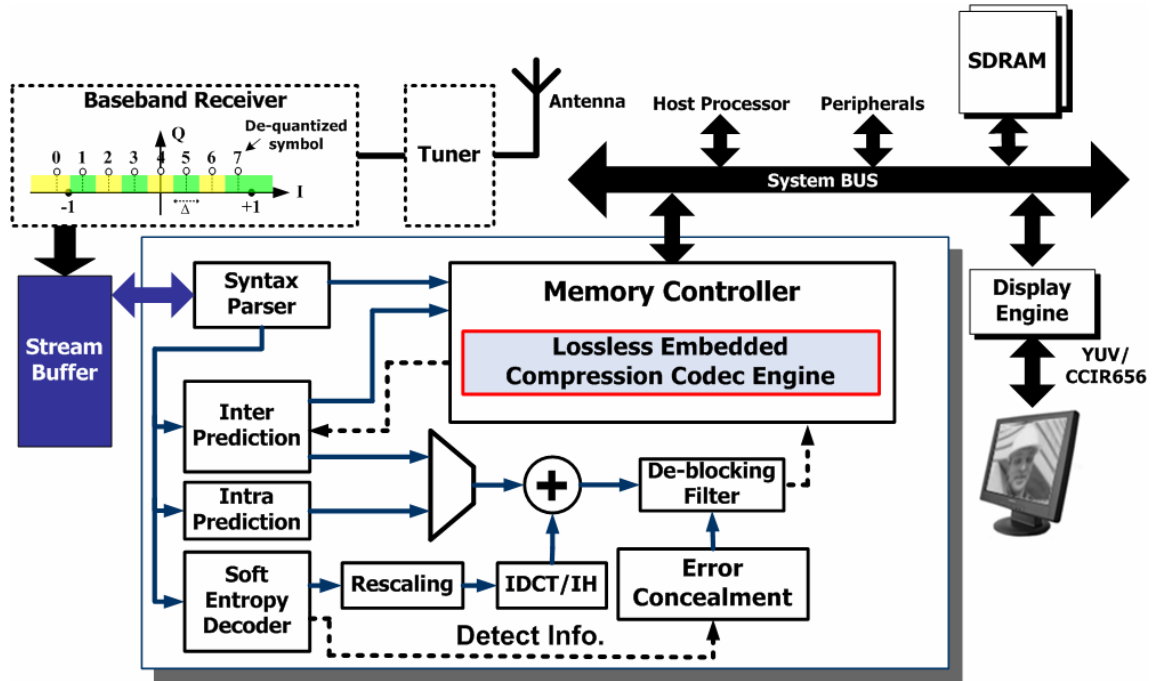 Baseband Receiver
De-quantized
symbol
Q
0 1 2 3 4 5 6 7
I
-1
Δ
+1
Tuner
Antenna
Host Processor
Peripherals
SDRAM
System BUS
Stream
Buffer
Syntax
Parser
Memory Controller
Lossless Embedded
Compression Codec Engine
Display
Engine
YUV/
CCIR656
Inter
Prediction
Intra
Prediction
+
De-blocking
Filter
Soft
Entropy
Decoder
Rescaling
IDCT/IH
Error
Concealment
Detect Info.